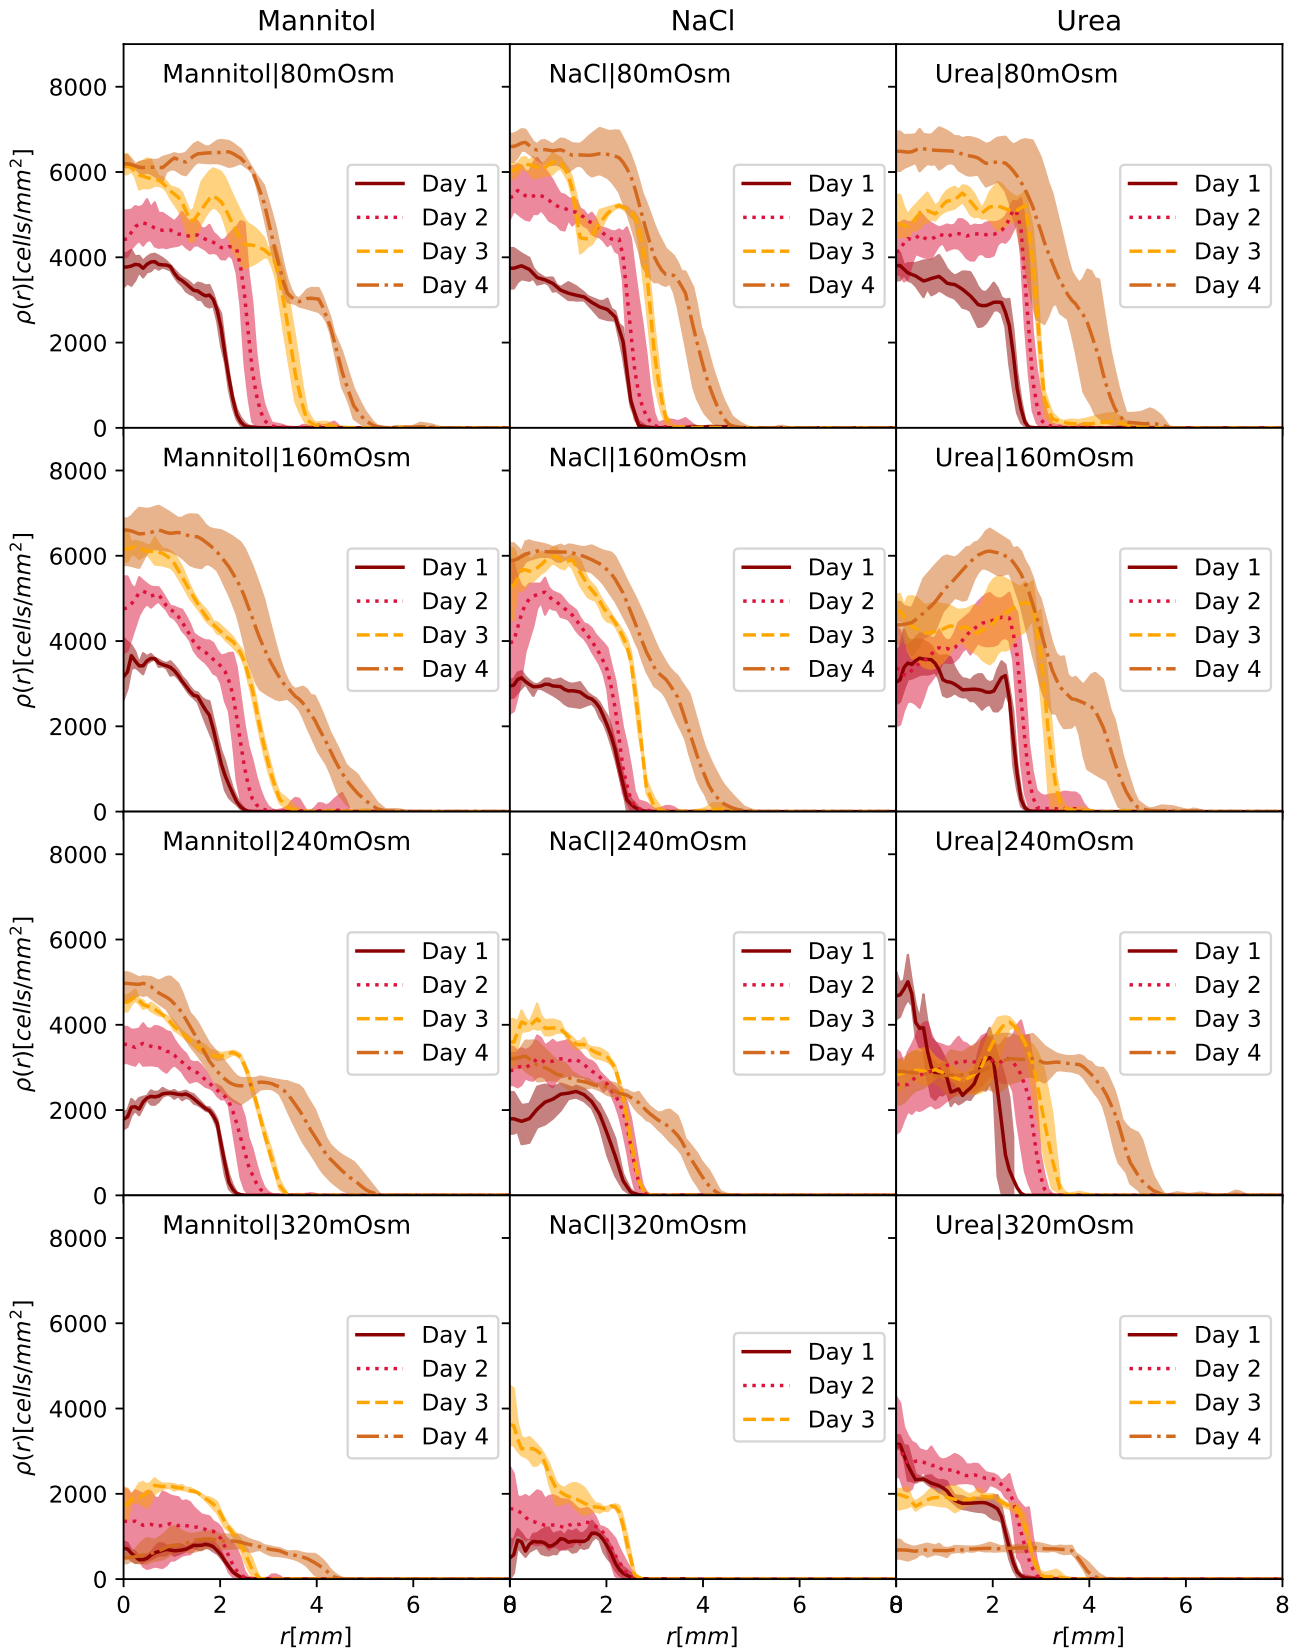 Mannitol NaCl Urea
Mannitol|80mOsm NaCl|80mOsm Urea|80mOsm
8000
6000
4000
2000
0
ρ(r)[cells/mm²]
Day 1 Day 1 Day 1
Day 2 Day 2 Day 2
Day 3 Day 3 Day 3
Day 4 Day 4 Day 4
Mannitol|160mOsm NaCl|160mOsm Urea|160mOsm
8000
6000
4000
2000
0
ρ(r)[cells/mm²]
Day 1 Day 1 Day 1
Day 2 Day 2 Day 2
Day 3 Day 3 Day 3
Day 4 Day 4 Day 4
Mannitol|240mOsm NaCl|240mOsm Urea|240mOsm
8000
6000
4000
2000
0
ρ(r)[cells/mm²]
Day 1 Day 1 Day 1
Day 2 Day 2 Day 2
Day 3 Day 3 Day 3
Day 4 Day 4 Day 4
Mannitol|320mOsm NaCl|320mOsm Urea|320mOsm
8000
6000
4000
2000
0
ρ(r)[cells/mm²]
Day 1 Day 1 Day 1
Day 2 Day 2 Day 2
Day 3 Day 3 Day 3
Day 4 Day 4
0 2 4 6 8 0 2 4 6 8 0 2 4 6 8
r[mm] r[mm] r[mm]